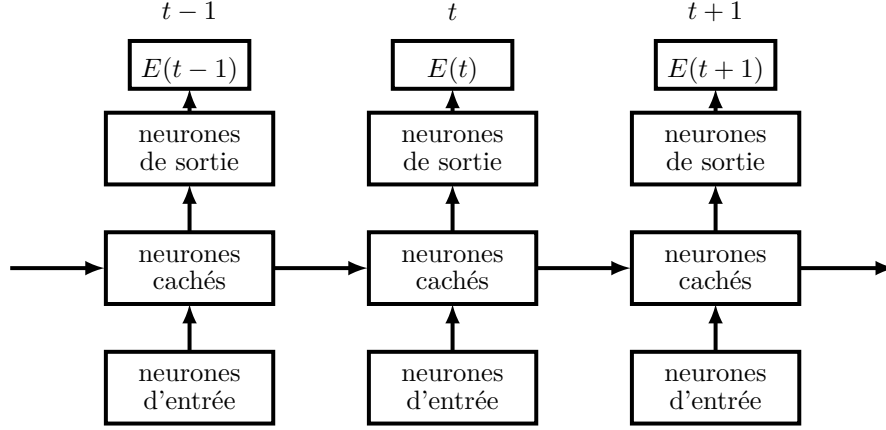 t − 1
t
t + 1
E(t − 1)
E(t)
E(t + 1)
neurones
de sortie
neurones
de sortie
neurones
de sortie
neurones
cachés
neurones
cachés
neurones
cachés
neurones
d'entrée
neurones
d'entrée
neurones
d'entrée